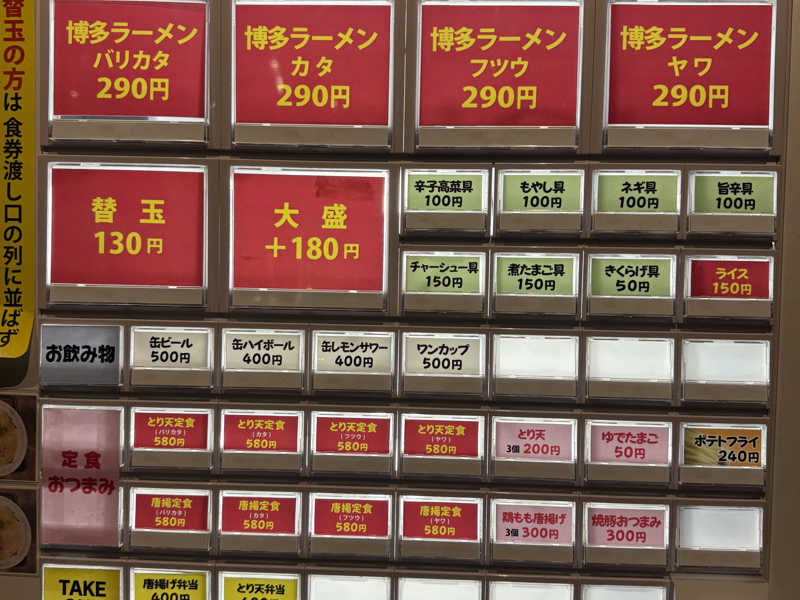 替玉の方は食券渡し口の列に並ばず
博多ラーメン
バリカタ
290円
博多ラーメン
カタ
290円
博多ラーメン
フツウ
290円
博多ラーメン
ヤワ
290円
替 玉
130円
大 盛
＋180円
辛子高菜具
100円
もやし具
100円
ネギ具
100円
旨辛具
100円
チャーシュー具
150円
煮たまご具
150円
きくらげ具
50円
ライス
150円
お飲み物
缶ビール
500円
缶ハイボール
400円
缶レモンサワー
400円
ワンカップ
500円
定食
おつまみ
とり天定食
(バリカタ)
580円
とり天定食
(カタ)
580円
とり天定食
(フツウ)
580円
とり天定食
(ヤワ)
580円
とり天
3個 200円
ゆでたまご
50円
ポテトフライ
240円
唐揚定食
(バリカタ)
580円
唐揚定食
(カタ)
580円
唐揚定食
(フツウ)
580円
唐揚定食
(ヤワ)
580円
鶏もも唐揚げ
3個 300円
焼豚おつまみ
300円
TAKE
唐揚げ弁当
400円
とり天弁当